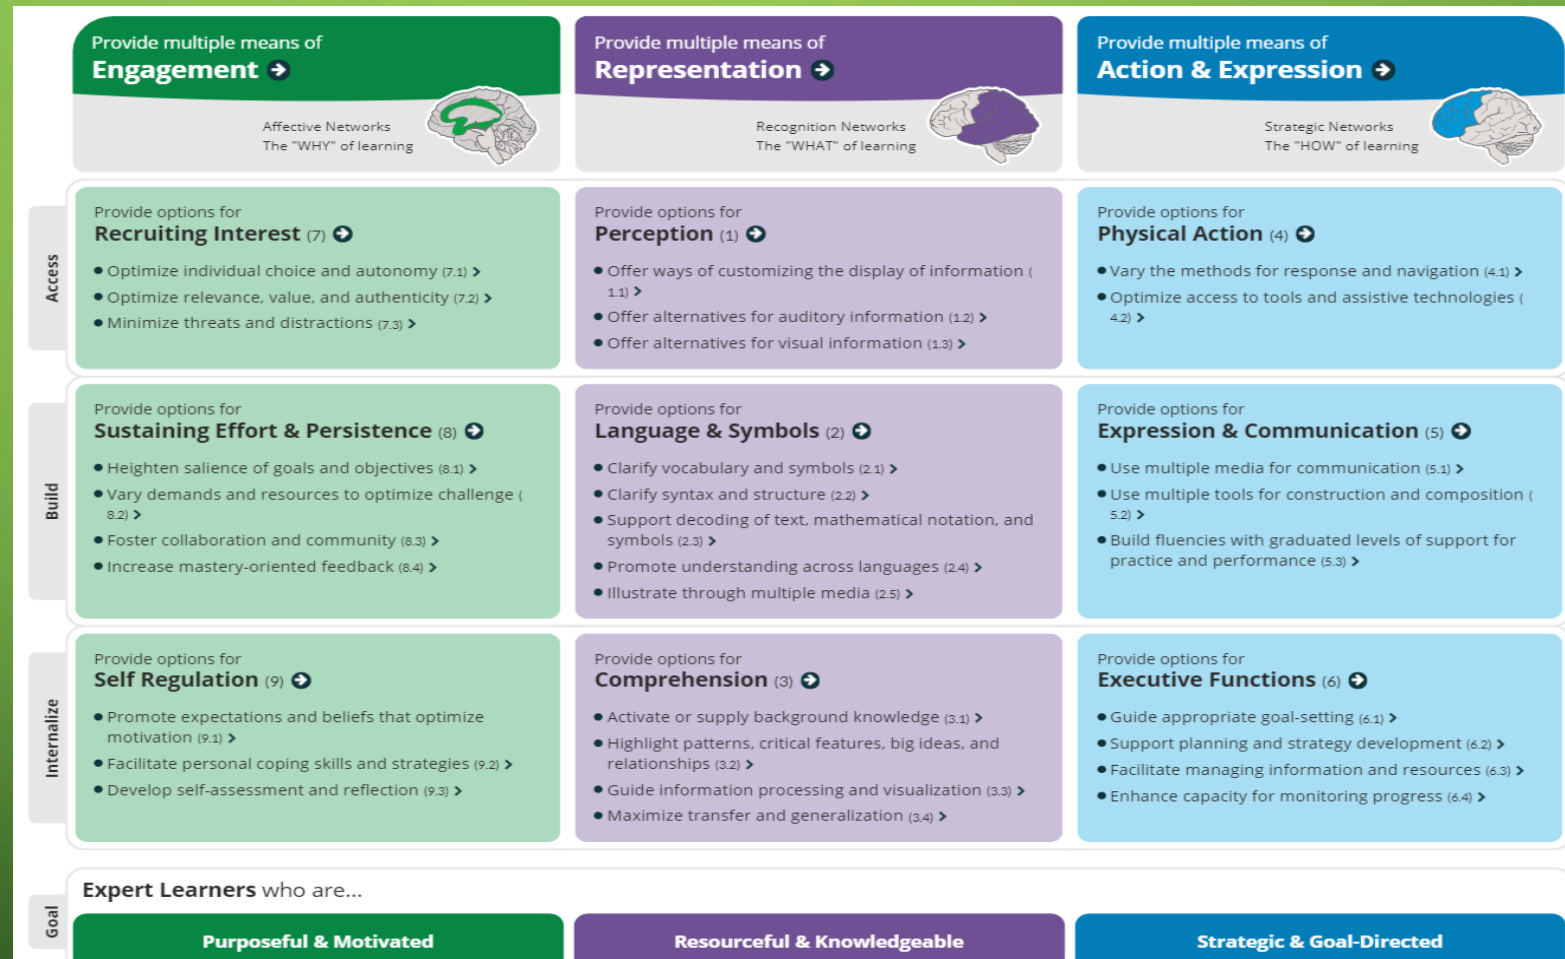 Provide multiple means of
Engagement
Affective Networks
The "WHY" of learning
Provide multiple means of
Representation
Recognition Networks
The "WHAT" of learning
Provide multiple means of
Action & Expression
Strategic Networks
The "HOW" of learning
Access
Provide options for
Recruiting Interest (7)
Optimize individual choice and autonomy (7.1)
Optimize relevance, value, and authenticity (7.2)
Minimize threats and distractions (7.3)
Provide options for
Perception (1)
Offer ways of customizing the display of information (
1.1)
Offer alternatives for auditory information (1.2)
Offer alternatives for visual information (1.3)
Provide options for
Physical Action (4)
Vary the methods for response and navigation (4.1)
Optimize access to tools and assistive technologies (
4.2)
Build
Provide options for
Sustaining Effort & Persistence (8)
Heighten salience of goals and objectives (8.1)
Vary demands and resources to optimize challenge (
8.2)
Foster collaboration and community (8.3)
Increase mastery-oriented feedback (8.4)
Provide options for
Language & Symbols (2)
Clarify vocabulary and symbols (2.1)
Clarify syntax and structure (2.2)
Support decoding of text, mathematical notation, and
symbols (2.3)
Promote understanding across languages (2.4)
Illustrate through multiple media (2.5)
Provide options for
Expression & Communication (5)
Use multiple media for communication (5.1)
Use multiple tools for construction and composition (
5.2)
Build fluencies with graduated levels of support for
practice and performance (5.3)
Internalize
Provide options for
Self Regulation (9)
Promote expectations and beliefs that optimize
motivation (9.1)
Facilitate personal coping skills and strategies (9.2)
Develop self-assessment and reflection (9.3)
Provide options for
Comprehension (3)
Activate or supply background knowledge (3.1)
Highlight patterns, critical features, big ideas, and
relationships (3.2)
Guide information processing and visualization (3.3)
Maximize transfer and generalization (3.4)
Provide options for
Executive Functions (6)
Guide appropriate goal-setting (6.1)
Support planning and strategy development (6.2)
Facilitate managing information and resources (6.3)
Enhance capacity for monitoring progress (6.4)
Goal
Expert Learners who are...
Purposeful & Motivated
Resourceful & Knowledgeable
Strategic & Goal-Directed